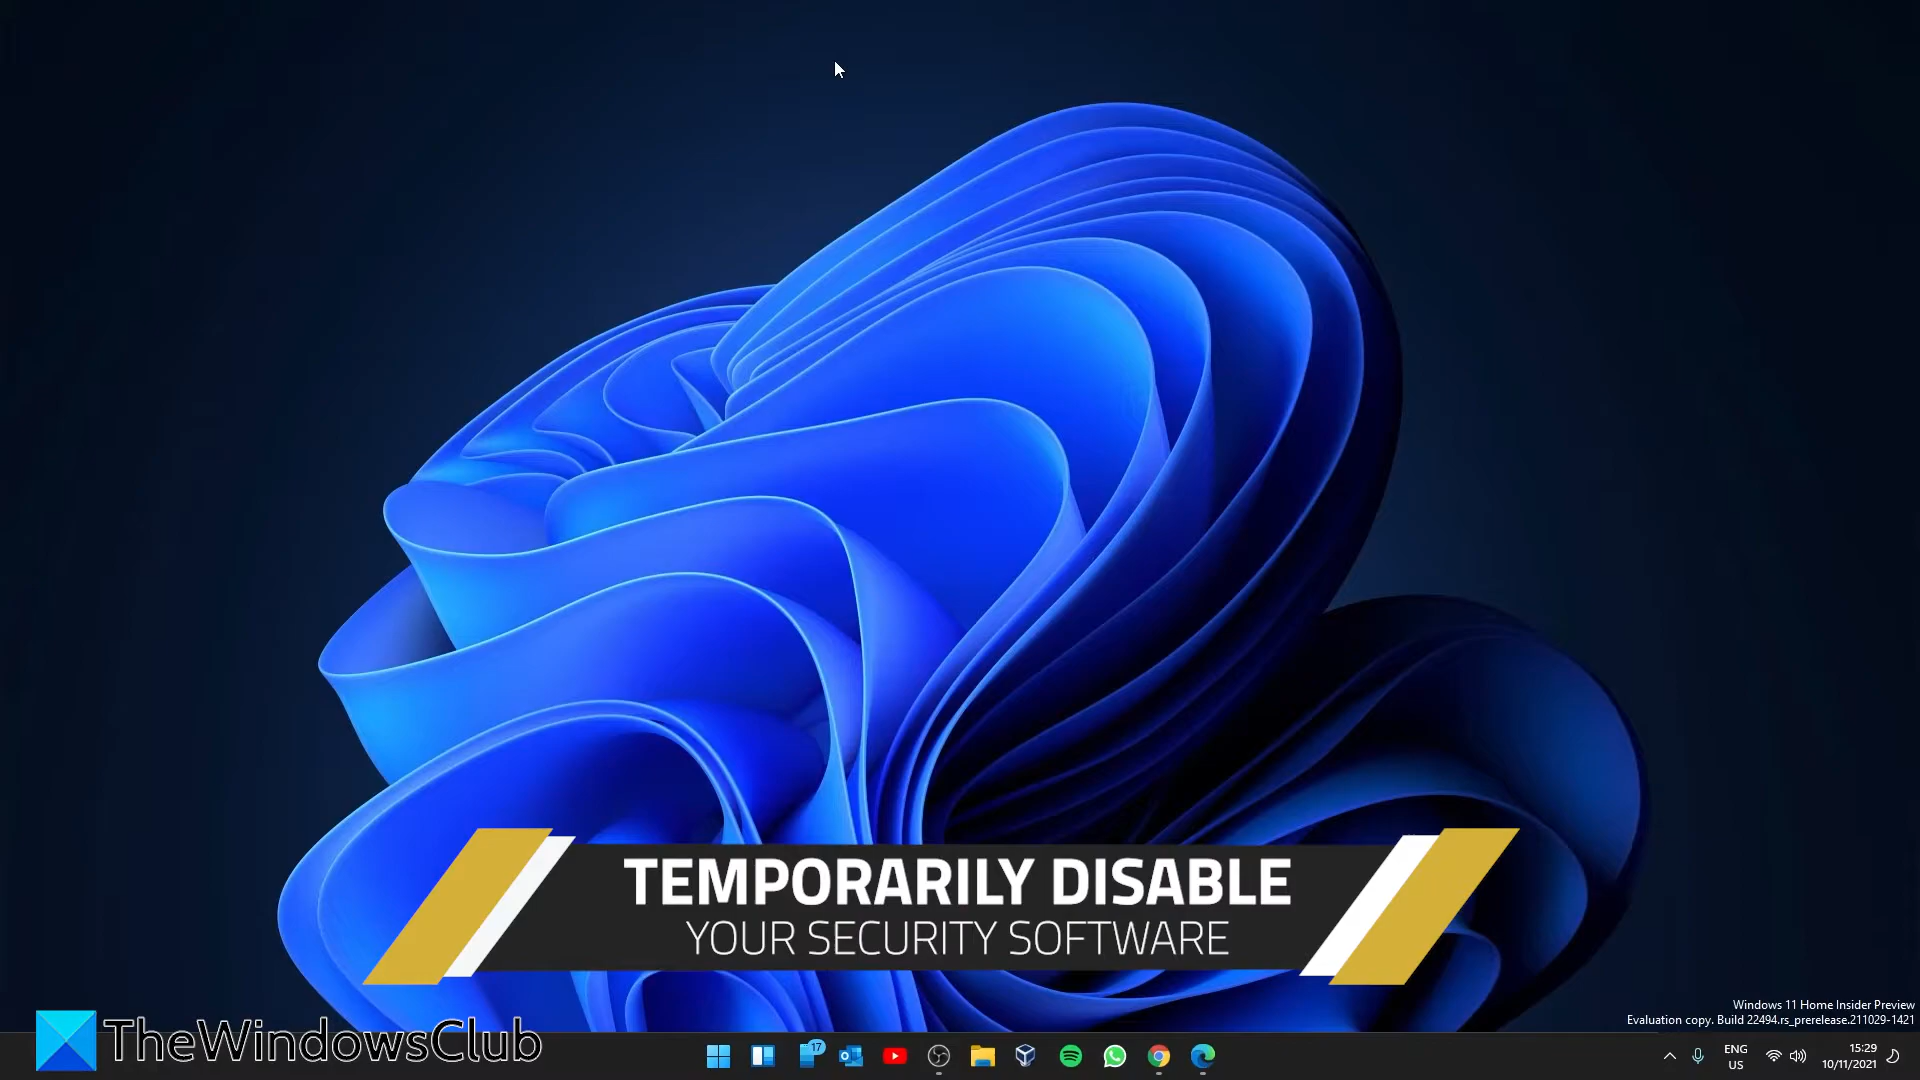 TEMPORARILY DISABLE
YOUR SECURITY SOFTWARE
Windows 11 Home Insider Preview
Evaluation copy. Build 22494.rs_prerelease.211029-1421
TheWindowsClub
17
ENG
US
15:29
10/11/2021